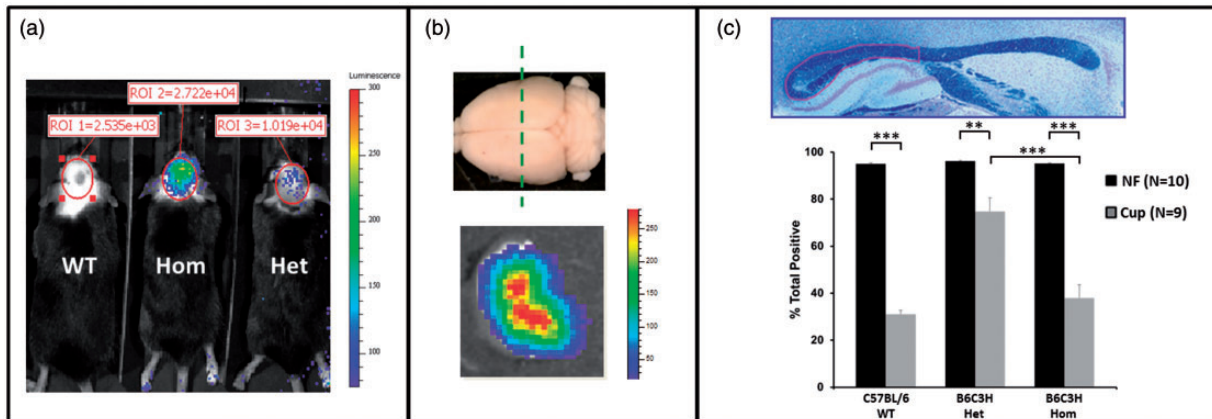 (a)
Luminescence
ROI 2=2.722e+04
ROI 1=2.535e+03
ROI 3=1.019e+04
WT
Hom
Het
300
250
200
150
100
(b)
250
200
150
100
50
(c)
***
**
***
***
% Total Positive
100
80
60
40
20
0
C57BL/6
WT
B6C3H
Het
B6C3H
Hom
NF (N=10)
Cup (N=9)